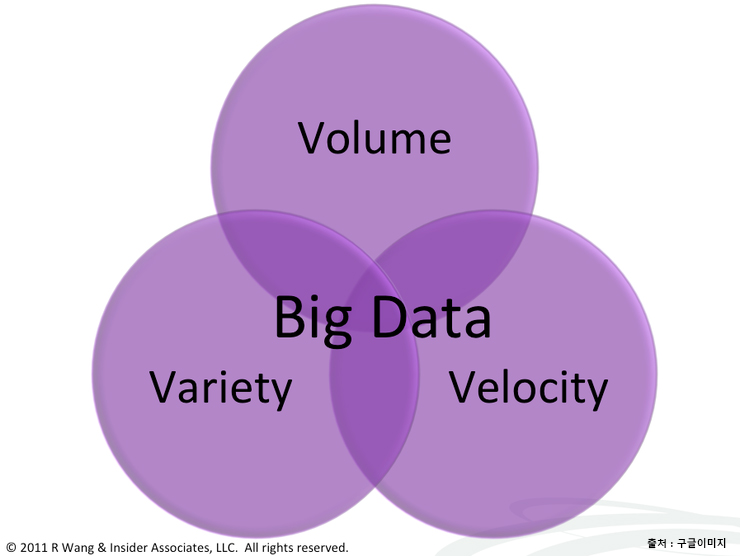 Volume
Big Data
Variety
Velocity
© 2011 R Wang & Insider Associates, LLC.  All rights reserved.
출처 : 구글이미지